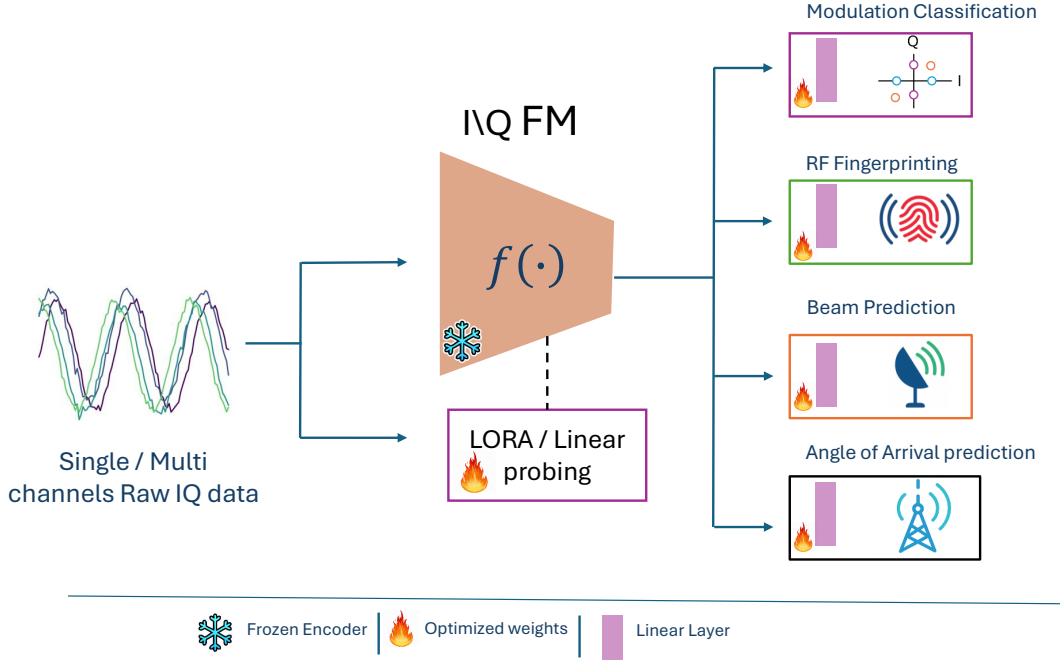 Modulation Classification
Q
I
I\Q FM
RF Fingerprinting
f(·)
Beam Prediction
LORA / Linear
probing
Single / Multi
channels Raw IQ data
Angle of Arrival prediction
Frozen Encoder
Optimized weights
Linear Layer